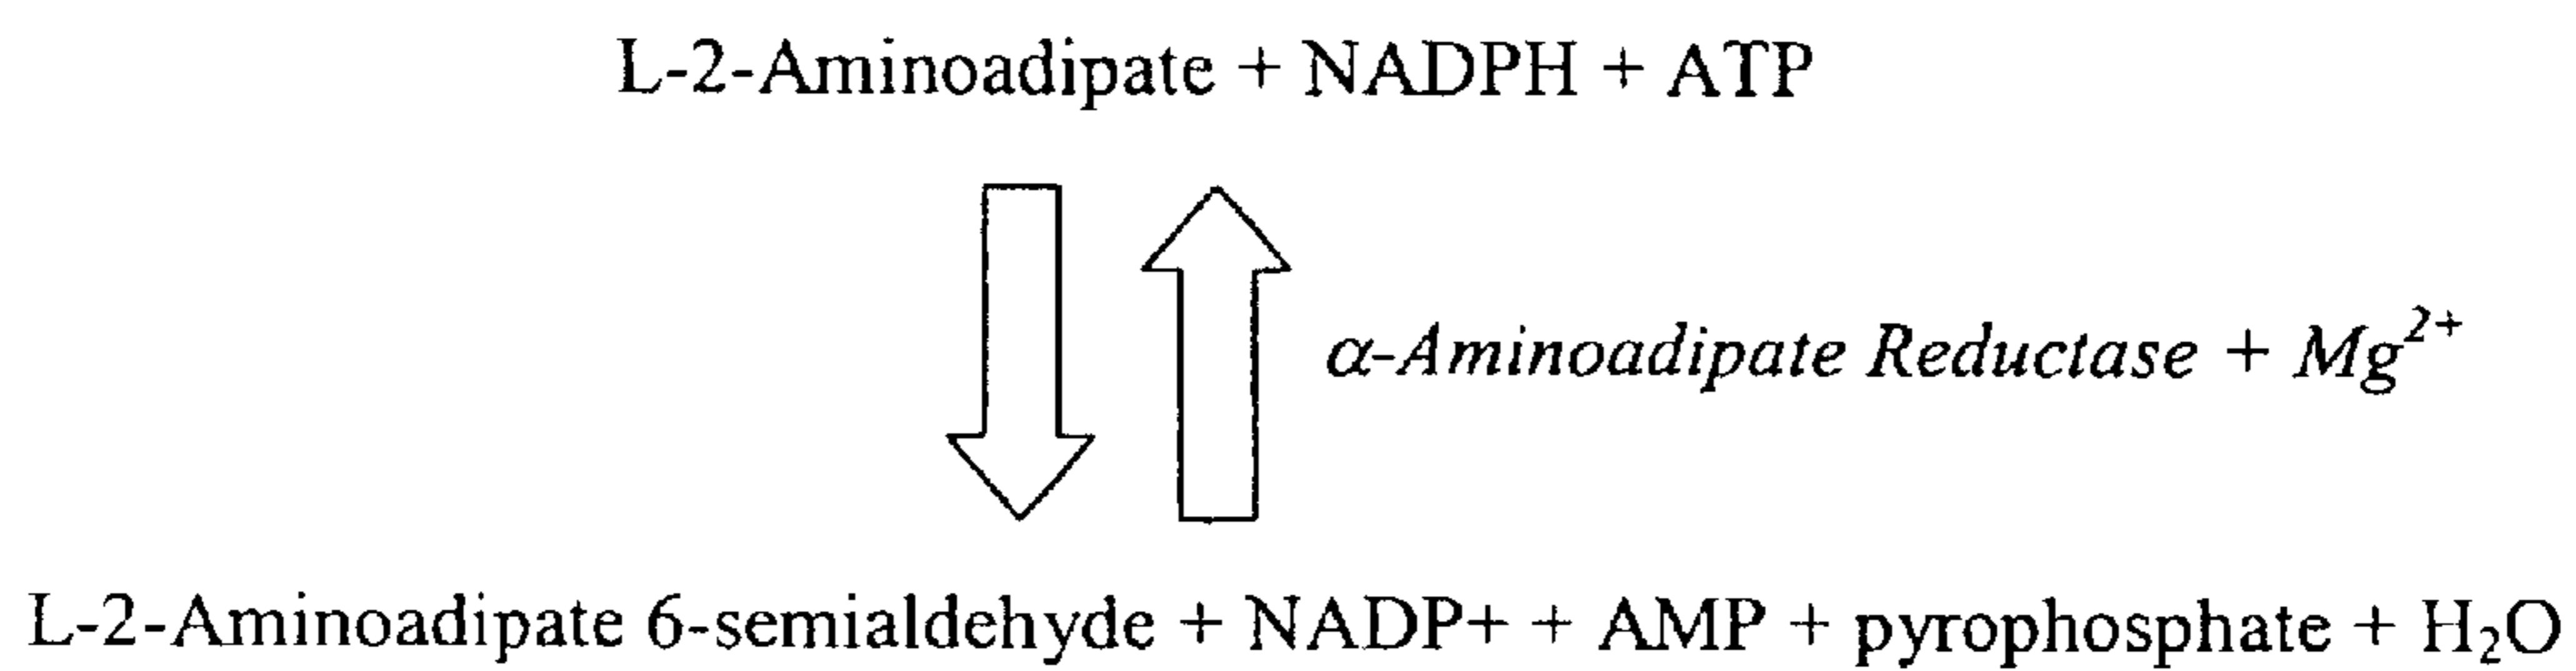 L-2-Aminoadipate + NADPH + ATP
α-Aminoadipate Reductase + Mg²⁺
L-2-Aminoadipate 6-semialdehyde + NADP+ + AMP + pyrophosphate + H₂O